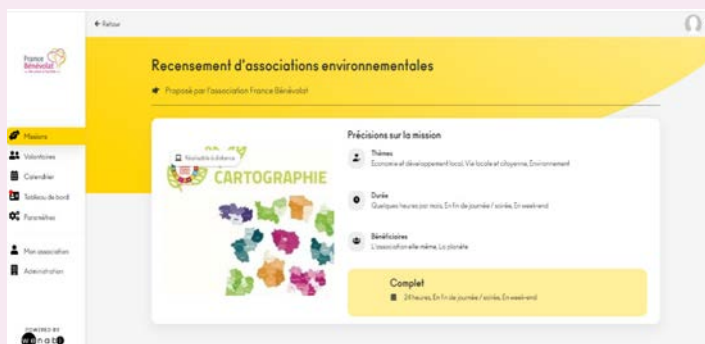 ← Retour
France
Bénévolat
Recensement d'associations environnementales
Proposé par l'association France Bénévolat
Missions
Volontaires
Calendrier
Tableau de bord
Paramètres
Mon association
Administration
POWERED BY
wenabi
Réalisable à distance
CARTOGRAPHIE
Précisions sur la mission
Thèmes
Economie et développement local, Vie locale et citoyenne, Environnement
Durée
Quelques heures par mois, En fin de journée / soirée, En week-end
Bénéficiaires
L'association elle-même, La planète
Complet
24 heures, En fin de journée / soirée, En week-end